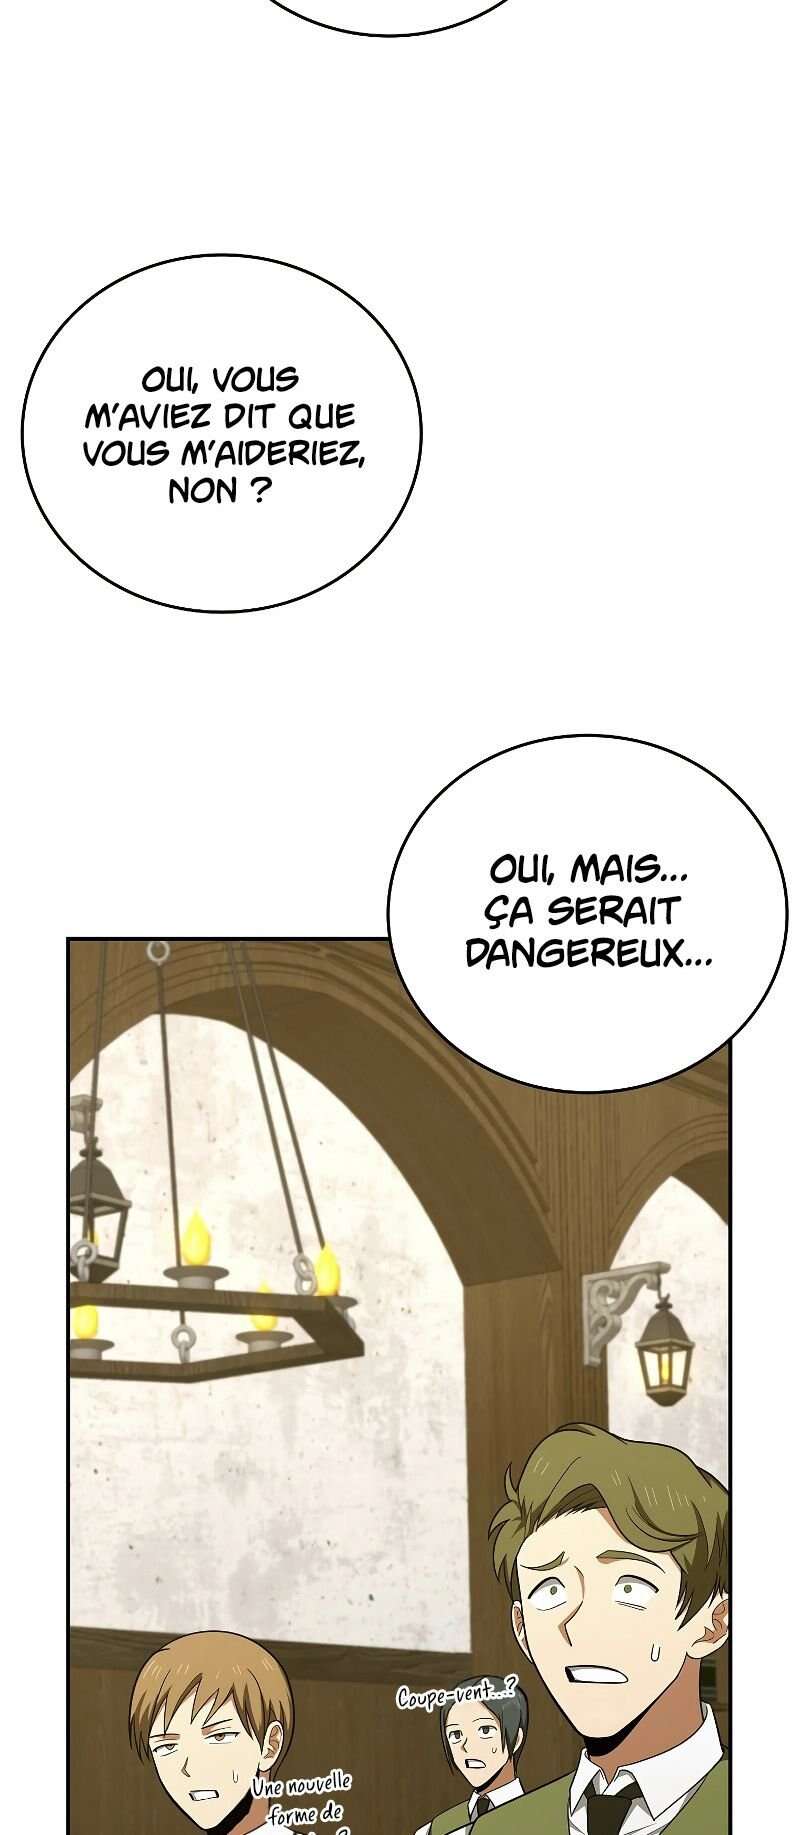 OUI, VOUS
M'AVIEZ DIT QUE
VOUS M'AIDERIEZ,
NON ?
OUI, MAIS...
ÇA SERAIT
DANGEREUX...
Coupe-vent...?
Une nouvelle
forme de